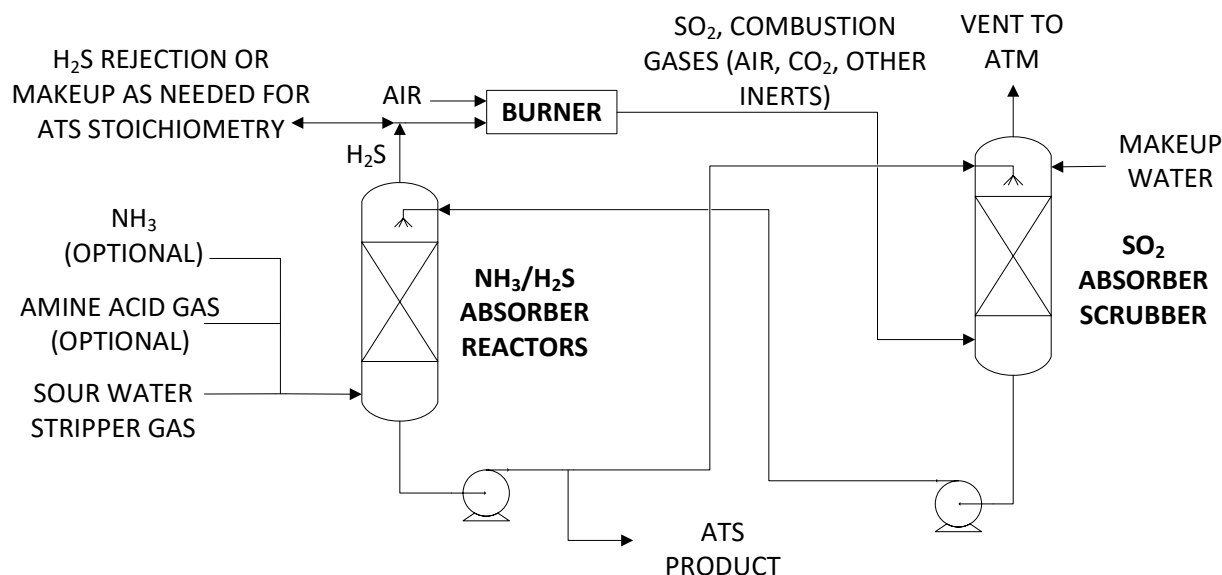 H₂S REJECTION OR
MAKEUP AS NEEDED FOR
ATS STOICHIOMETRY
AIR
H₂S
BURNER
SO₂, COMBUSTION
GASES (AIR, CO₂, OTHER
INERTS)
VENT TO
ATM
MAKEUP
WATER
NH₃
(OPTIONAL)
AMINE ACID GAS
(OPTIONAL)
SOUR WATER
STRIPPER GAS
NH₃/H₂S
ABSORBER
REACTORS
SO₂
ABSORBER
SCRUBBER
ATS
PRODUCT